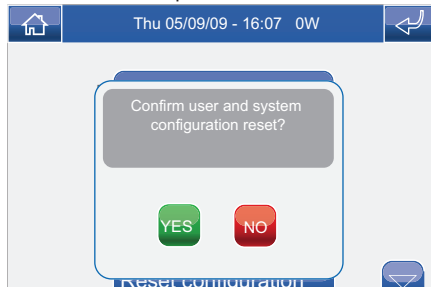 Thu 05/09/09 - 16:07 0W
Confirm user and system
configuration reset?
YES
NO
Reset configuration